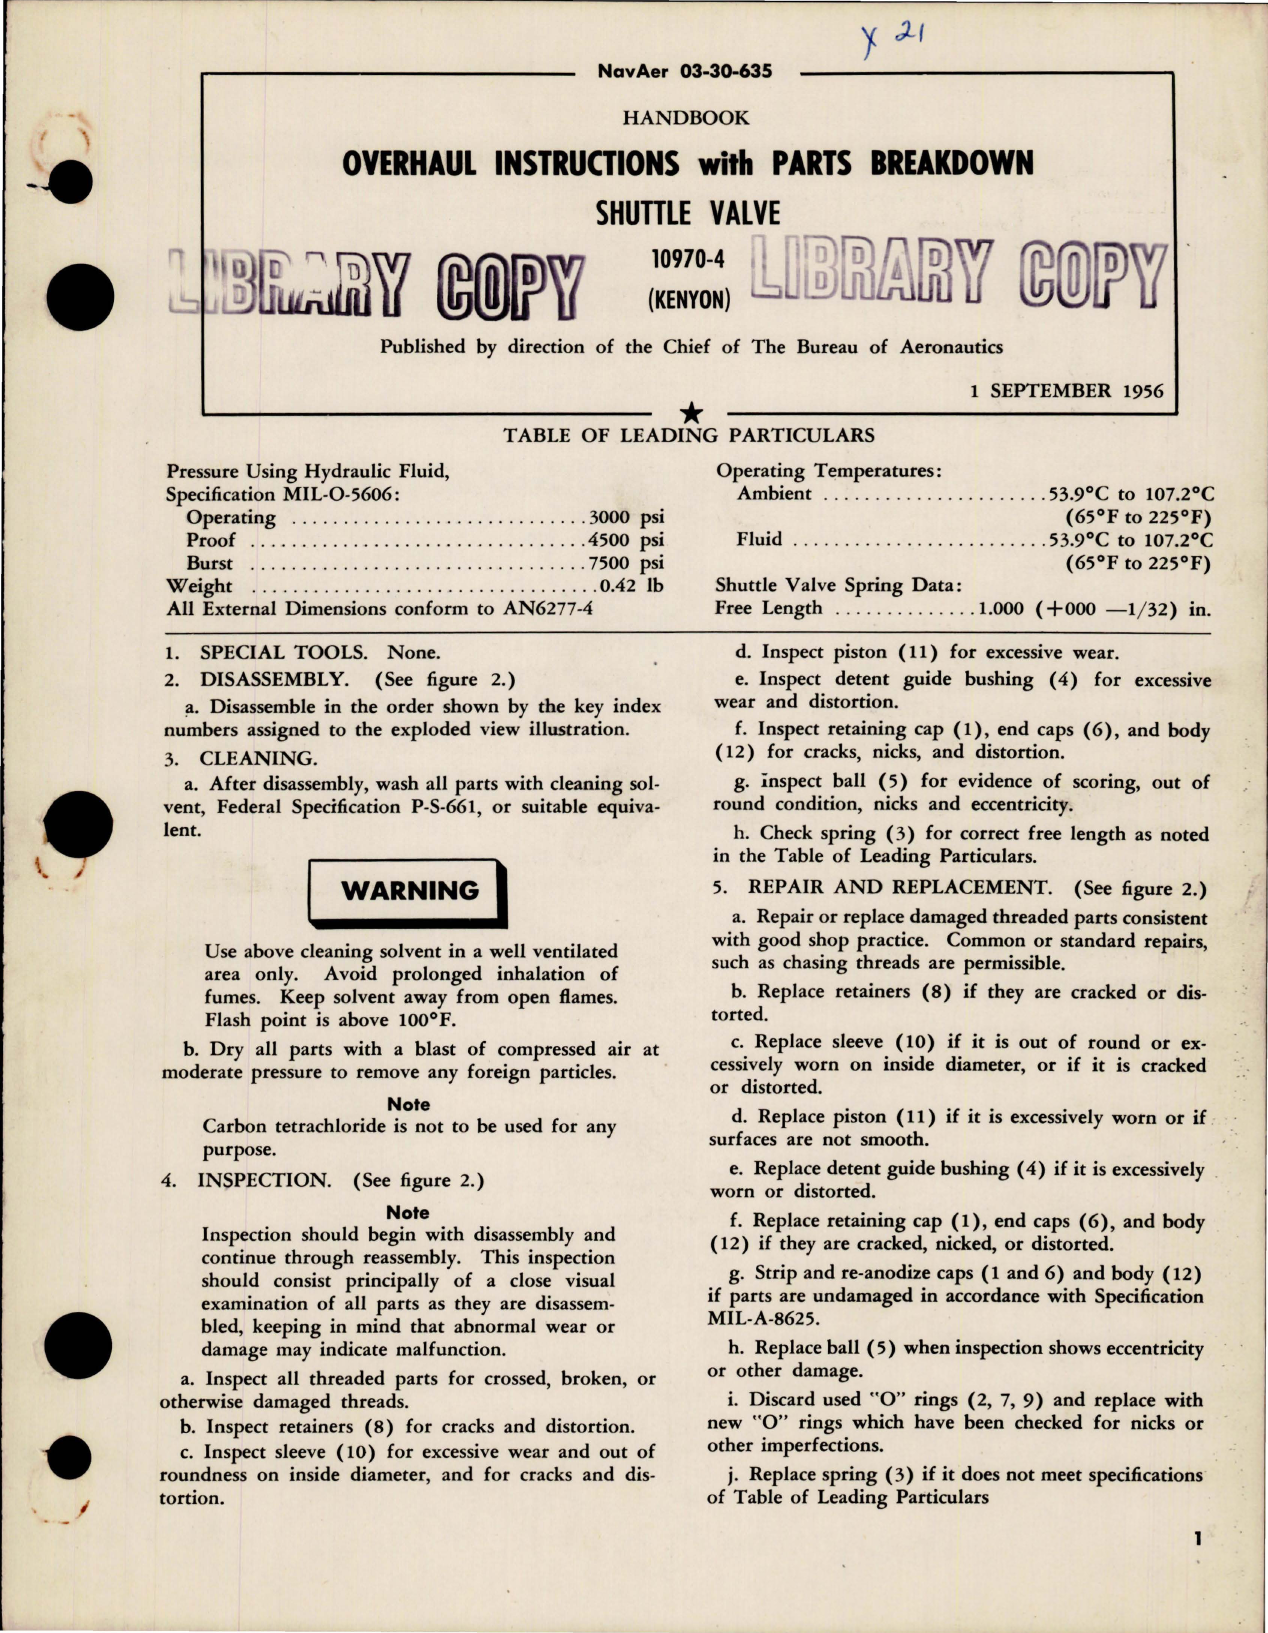 X 21
NavAer 03-30-635
HANDBOOK
OVERHAUL INSTRUCTIONS with PARTS BREAKDOWN
SHUTTLE VALVE
LIBRARY COPY
10970-4
(KENYON)
LIBRARY COPY
Published by direction of the Chief of The Bureau of Aeronautics
1 SEPTEMBER 1956
TABLE OF LEADING PARTICULARS
Pressure Using Hydraulic Fluid,
Specification MIL-O-5606:
Operating ............................ 3000 psi
Proof ................................ 4500 psi
Burst ................................ 7500 psi
Weight .................................. 0.42 lb
All External Dimensions conform to AN6277-4
Operating Temperatures:
Ambient ...................... 53.9°C to 107.2°C
(65°F to 225°F)
Fluid ......................... 53.9°C to 107.2°C
(65°F to 225°F)
Shuttle Valve Spring Data:
Free Length .............. 1.000 (+000 —1/32) in.
1. SPECIAL TOOLS. None.
2. DISASSEMBLY. (See figure 2.)
a. Disassemble in the order shown by the key index
numbers assigned to the exploded view illustration.
3. CLEANING.
a. After disassembly, wash all parts with cleaning sol-
vent, Federal Specification P-S-661, or suitable equiva-
lent.
WARNING
Use above cleaning solvent in a well ventilated
area only. Avoid prolonged inhalation of
fumes. Keep solvent away from open flames.
Flash point is above 100°F.
b. Dry all parts with a blast of compressed air at
moderate pressure to remove any foreign particles.
Note
Carbon tetrachloride is not to be used for any
purpose.
4. INSPECTION. (See figure 2.)
Note
Inspection should begin with disassembly and
continue through reassembly. This inspection
should consist principally of a close visual
examination of all parts as they are disassem-
bled, keeping in mind that abnormal wear or
damage may indicate malfunction.
a. Inspect all threaded parts for crossed, broken, or
otherwise damaged threads.
b. Inspect retainers (8) for cracks and distortion.
c. Inspect sleeve (10) for excessive wear and out of
roundness on inside diameter, and for cracks and dis-
tortion.
d. Inspect piston (11) for excessive wear.
e. Inspect detent guide bushing (4) for excessive
wear and distortion.
f. Inspect retaining cap (1), end caps (6), and body
(12) for cracks, nicks, and distortion.
g. Inspect ball (5) for evidence of scoring, out of
round condition, nicks and eccentricity.
h. Check spring (3) for correct free length as noted
in the Table of Leading Particulars.
5. REPAIR AND REPLACEMENT. (See figure 2.)
a. Repair or replace damaged threaded parts consistent
with good shop practice. Common or standard repairs,
such as chasing threads are permissible.
b. Replace retainers (8) if they are cracked or dis-
torted.
c. Replace sleeve (10) if it is out of round or ex-
cessively worn on inside diameter, or if it is cracked
or distorted.
d. Replace piston (11) if it is excessively worn or if
surfaces are not smooth.
e. Replace detent guide bushing (4) if it is excessively
worn or distorted.
f. Replace retaining cap (1), end caps (6), and body
(12) if they are cracked, nicked, or distorted.
g. Strip and re-anodize caps (1 and 6) and body (12)
if parts are undamaged in accordance with Specification
MIL-A-8625.
h. Replace ball (5) when inspection shows eccentricity
or other damage.
i. Discard used "O" rings (2, 7, 9) and replace with
new "O" rings which have been checked for nicks or
other imperfections.
j. Replace spring (3) if it does not meet specifications
of Table of Leading Particulars
1